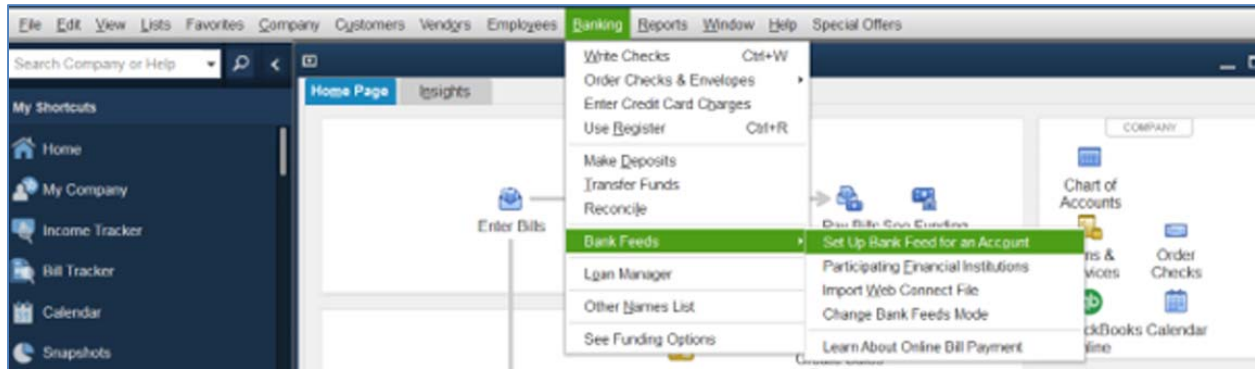 File Edit View Lists Favorites Company Customers Vendors Employees Banking Reports Window Help Special Offers
Search Company or Help
My Shortcuts
Home
My Company
Income Tracker
Bill Tracker
Calendar
Snapshots
Home Page Insights
Enter Bills
Write Checks Ctrl+W
Order Checks & Envelopes
Enter Credit Card Charges
Use Register Ctrl+R
Make Deposits
Transfer Funds
Reconcile
Bank Feeds
Loan Manager
Other Names List
See Funding Options
Pay Bills See Funding
Set Up Bank Feed for an Account
Participating Financial Institutions
Import Web Connect File
Change Bank Feeds Mode
Learn About Online Bill Payment
COMPANY
Chart of
Accounts
Order
Checks
Calendar